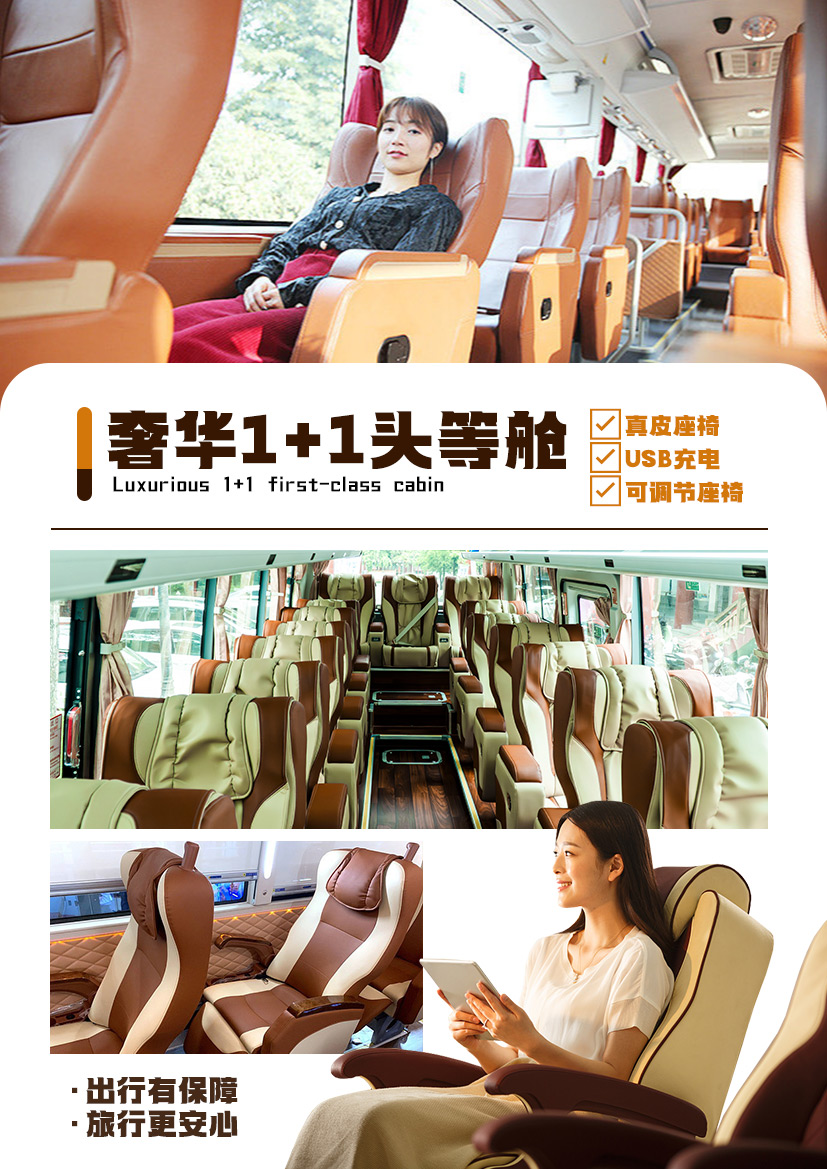 奢华1+1头等舱
Luxurious 1+1 first-class cabin
真皮座椅
USB充电
可调节座椅
·出行有保障
·旅行更安心